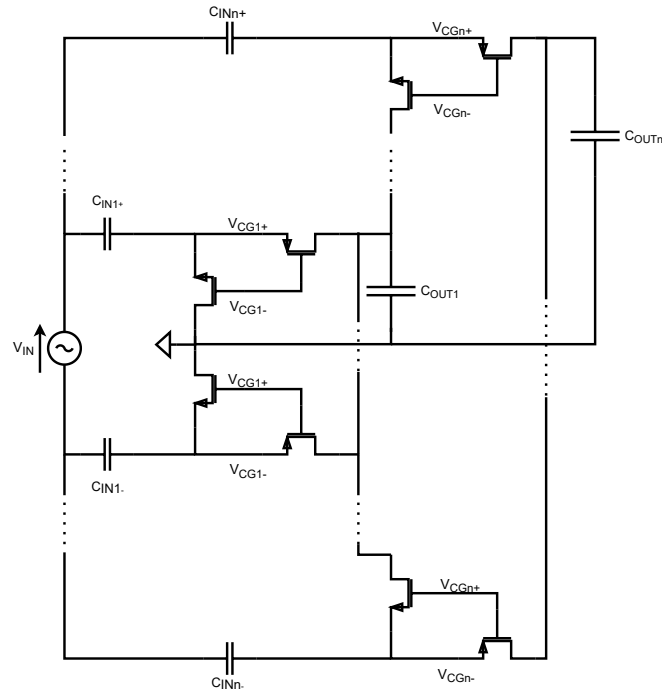 CINn+
VCGn+
VCGn-
COUTn
CIN1+
VCG1+
COUT1
VCG1-
VIN
VCG1+
VCG1-
CIN1-
VCGn+
VCGn-
CINn-